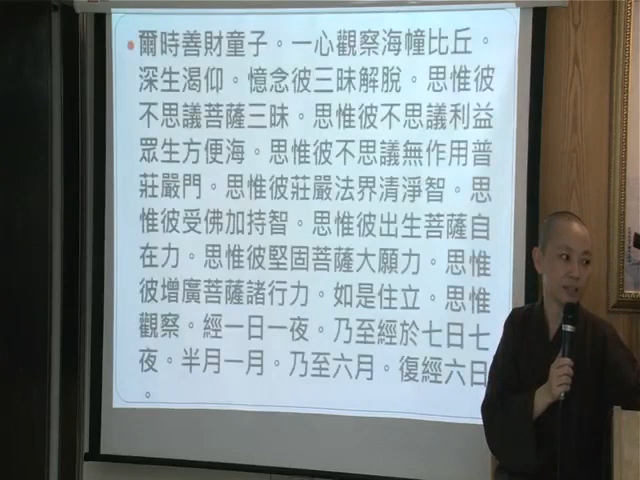 爾時善財童子。一心觀察海幢比丘。
深生渴仰。憶念彼三昧解脫。思惟彼
不思議菩薩三昧。思惟彼不思議利益
眾生方便海。思惟彼不思議無作用普
莊嚴門。思惟彼莊嚴法界清淨智。思
惟彼受佛加持智。思惟彼出生菩薩自
在力。思惟彼堅固菩薩大願力。思惟
彼增廣菩薩諸行力。如是住立。思惟
觀察。經一日一夜。乃至經於七日七
夜。半月一月。乃至六月。復經六日
。